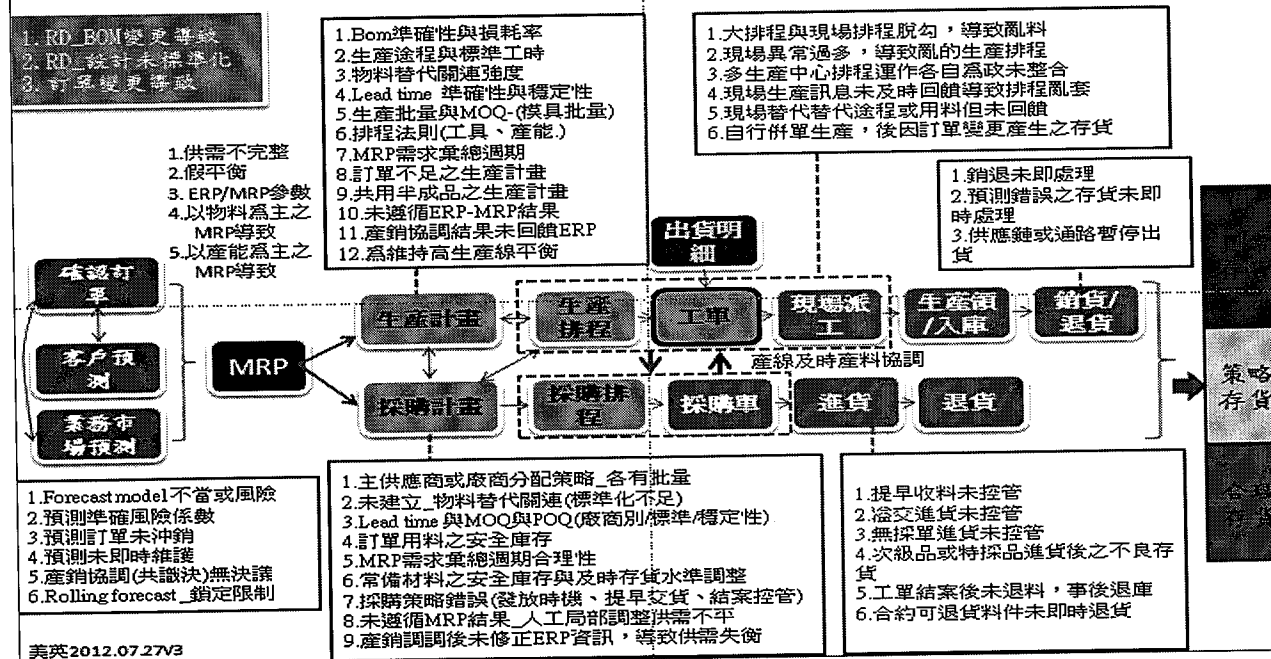 1. RD_BOM變更導致
2. RD_設計未標準化
3. 訂單變更導致
1.供需不完整
2.假平衡
3. ERP/MRP參數
4.以物料爲主之
MRP導致
5.以產能爲主之
MRP導致
1.Bom準確性與損耗率
2.生產途程與標準工時
3.物料替代關連強度
4.Lead time 準確性與穩定性
5.生產批量與MOQ-(模具批量)
6.排程法則(工具、產能.)
7.MRP需求彙總週期
8.訂單不足之生產計畫
9.共用半成品之生產計畫
10.未遵循ERP-MRP結果
11.產銷協調結果未回饋ERP
12.爲維持高生產線平衡
1.大排程與現場排程脫勾，導致亂料
2.現場異常過多，導致亂的生產排程
3.多生產中心排程運作各自爲政未整合
4.現場生產訊息未及時回饋導致排程亂套
5.現場替代替代途程或用料但未回饋
6.自行併單生產，後因訂單變更產生之存貨
1.銷退未即處理
2.預測錯誤之存貨未即
時處理
3.供應鏈或通路暫停出
貨
出貨明
細
確認訂
單
客戶預
測
業務市
場預測
MRP
生產計畫
生產
排程
工單
現場派
工
生產領
/入庫
銷貨/
退貨
產線及時產料協調
採購計畫
採購排
程
採購單
進貨
退貨
策略
存貨
合理
存貨
1.Forecast model 不當或風險
2.預測準確風險係數
3.預測訂單未沖銷
4.預測未即時維護
5.產銷協調(共識決)無決議
6.Rolling forecast _鎖定限制
1.主供應商或廠商分配策略_各有批量
2.未建立_物料替代關連(標準化不足)
3.Lead time 與MOQ與POQ(廠商別/標準/穩定性)
4.訂單用料之安全庫存
5.MRP需求彙總週期合理性
6.常備材料之安全庫存與及時存貨水準調整
7.採購策略錯誤(發放時機、提早交貨、結案控管)
8.未遵循MRP結果_人工局部調整供需不平
9.產銷調調後未修正ERP資訊，導致供需失衡
1.提早收料未控管
2.溢交進貨未控管
3.無採單進貨未控管
4.次級品或特採品進貨後之不良存
貨
5.工單結案後未退料，事後退庫
6.合約可退貨料件未即時退貨
美英2012.07.27V3